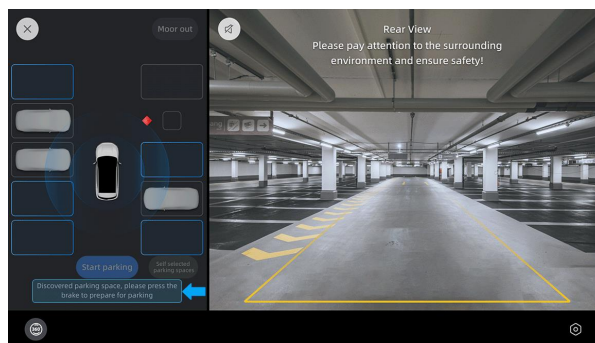 Moor out
Rear View
Please pay attention to the surrounding
environment and ensure safety!
Start parking
Self selected
parking spaces
Discovered parking space, please press the
brake to prepare for parking
360